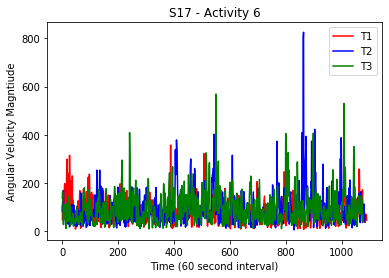 S17 - Activity 6
T1
T2
T3
Angular Velocity Magntiude
800
600
400
200
0
0 200 400 600 800 1000
Time (60 second interval)